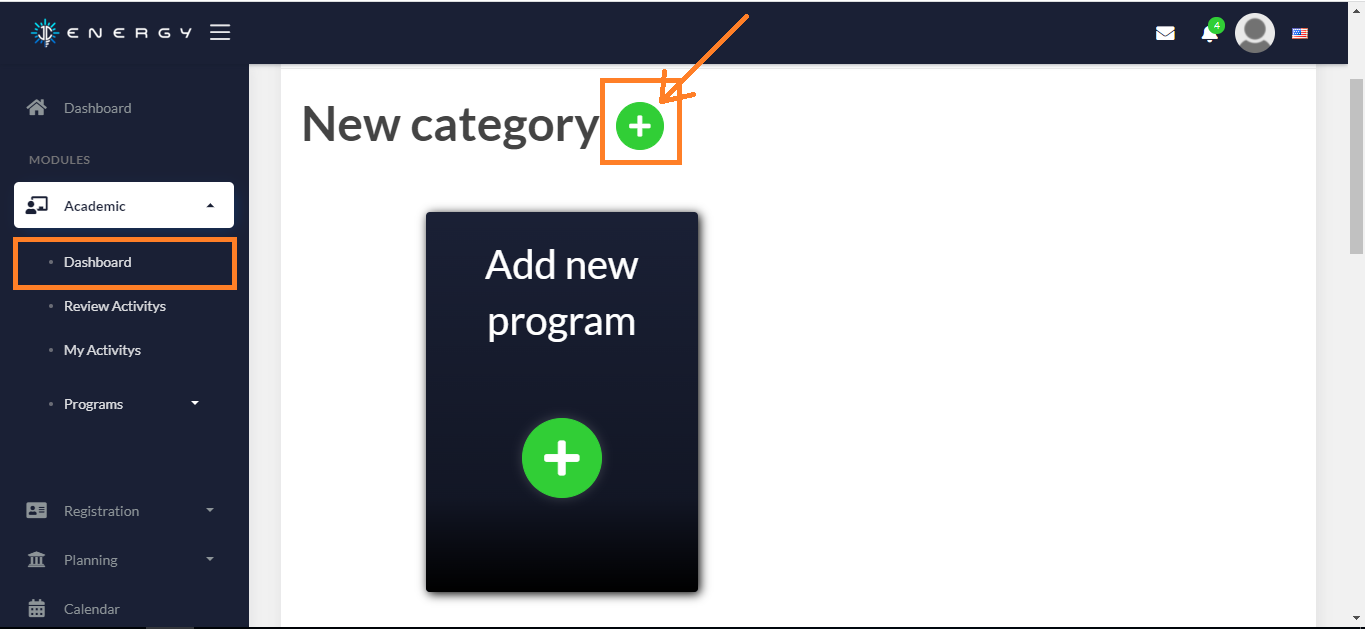 JC ENERGY
4
Dashboard
MODULES
Academic
Dashboard
Review Activitys
My Activitys
Programs
Registration
Planning
Calendar
New category
Add new
program